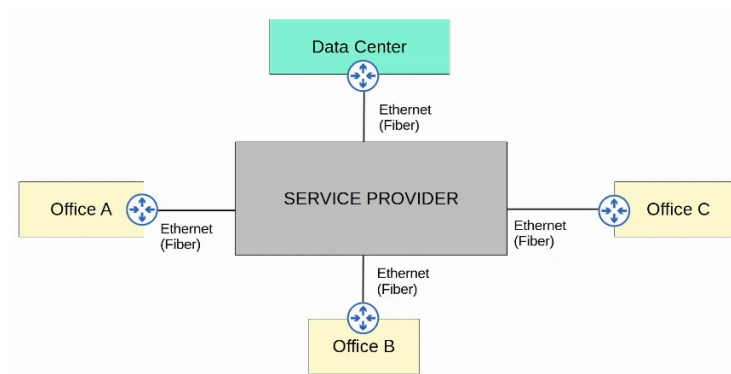 Data Center
Ethernet
(Fiber)
SERVICE PROVIDER
Office A
Ethernet
(Fiber)
Office C
Ethernet
(Fiber)
Ethernet
(Fiber)
Office B